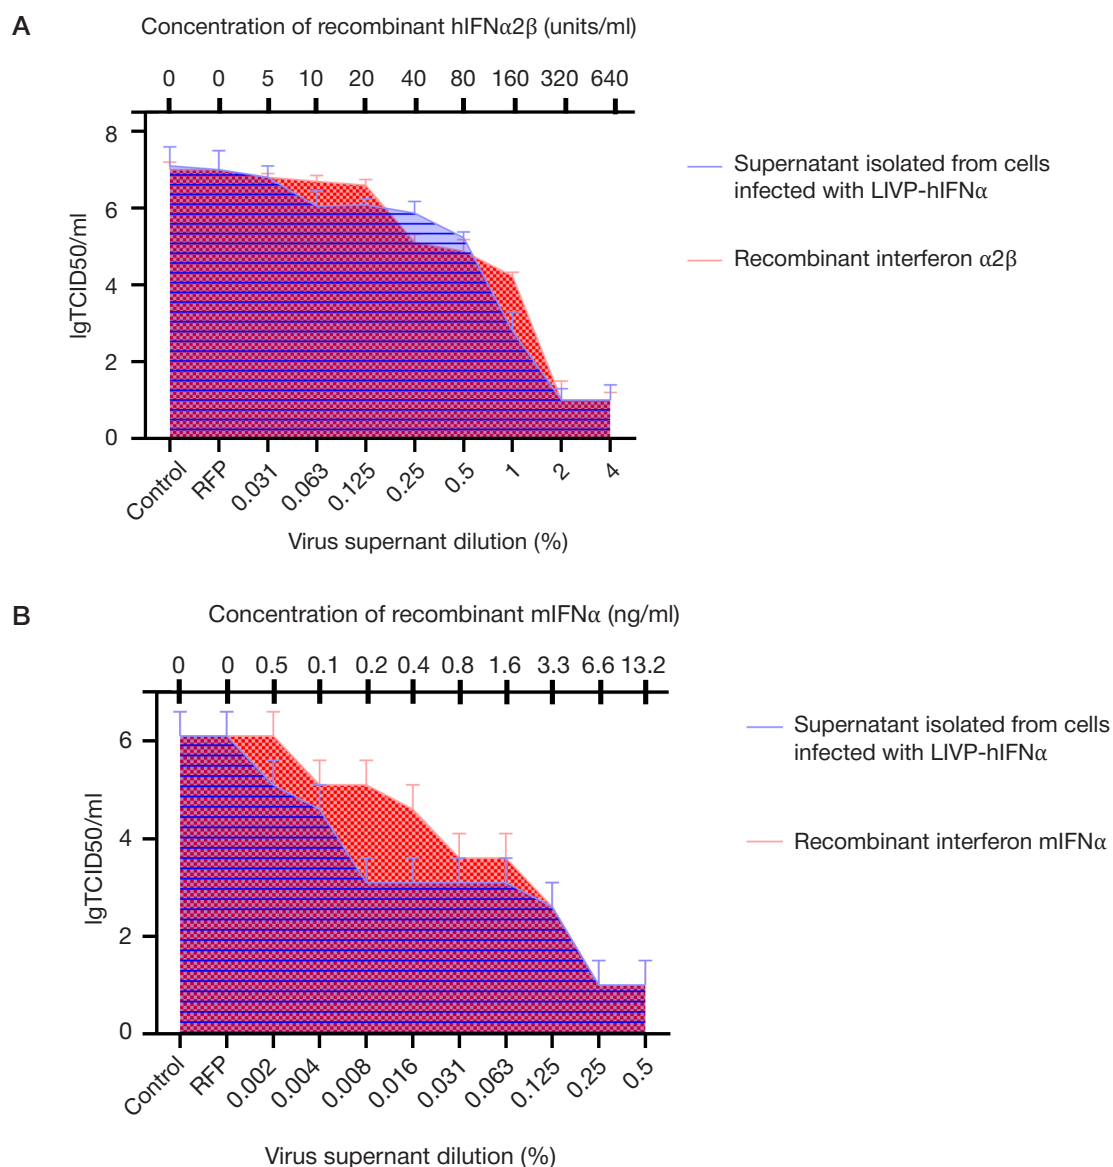 A
Concentration of recombinant hIFNα2β (units/ml)
0 0 5 10 20 40 80 160 320 640
8
6
4
2
0
lgTCID50/ml
Control RFP 0.031 0.063 0.125 0.25 0.5 1 2 4
Virus supernant dilution (%)
Supernatant isolated from cells
infected with LIVP-hIFNα
Recombinant interferon α2β
B
Concentration of recombinant mIFNα (ng/ml)
0 0 0.5 0.1 0.2 0.4 0.8 1.6 3.3 6.6 13.2
6
4
2
0
lgTCID50/ml
Control RFP 0.002 0.004 0.008 0.016 0.031 0.063 0.125 0.25 0.5
Virus supernant dilution (%)
Supernatant isolated from cells
infected with LIVP-hIFNα
Recombinant interferon mIFNα